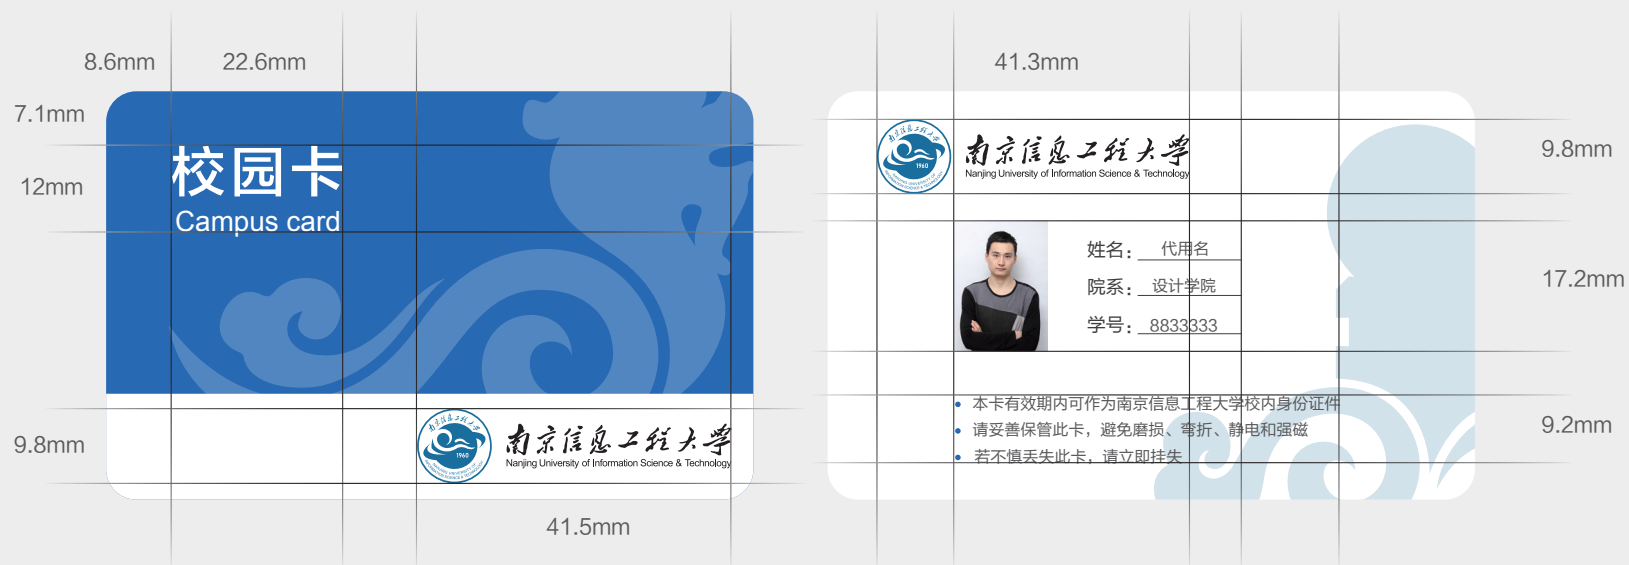 8.6mm
22.6mm
41.3mm
7.1mm
12mm
校园卡
Campus card
9.8mm
南京信息工程大学
Nanjing University of Information Science & Technology
1960
41.5mm
南京信息工程大學
Nanjing University of Information Science & Technology
1960
9.8mm
姓名：代用名
院系：设计学院
学号：8833333
17.2mm
• 本卡有效期内可作为南京信息工程大学校内身份证件
• 请妥善保管此卡，避免磨损、弯折、静电和强磁
• 若不慎丢失此卡，请立即挂失
9.2mm